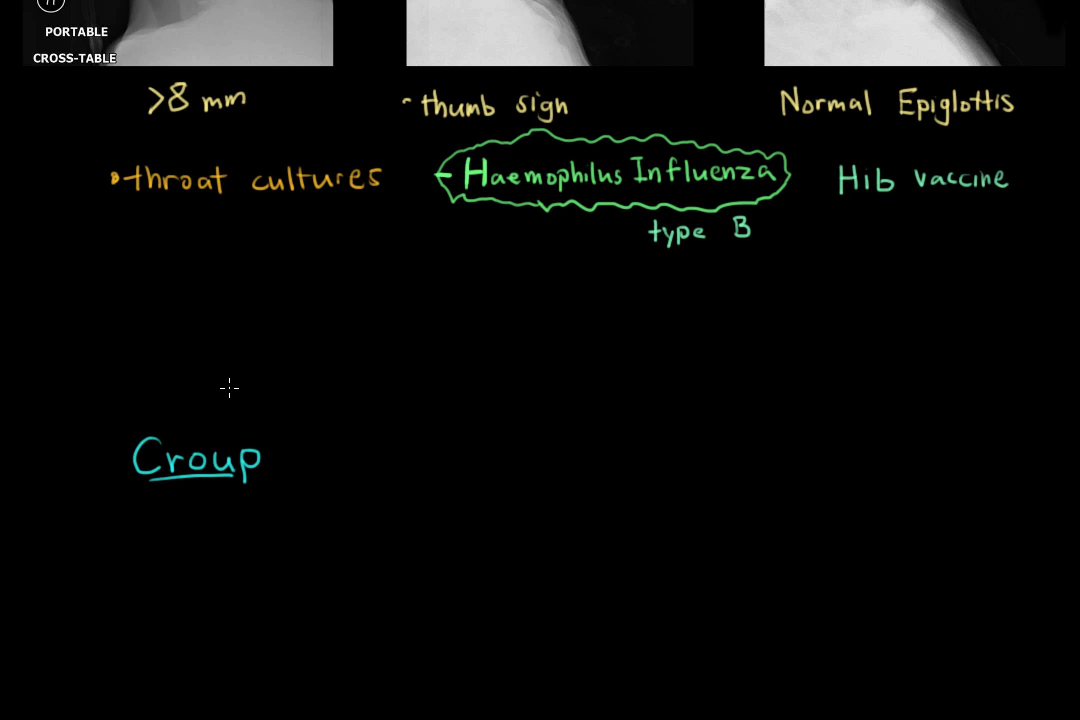 PORTABLE
CROSS-TABLE
>8 mm
- thumb sign
Normal Epiglottis
•throat cultures
- Haemophilus Influenza
type B
Hib vaccine
Croup